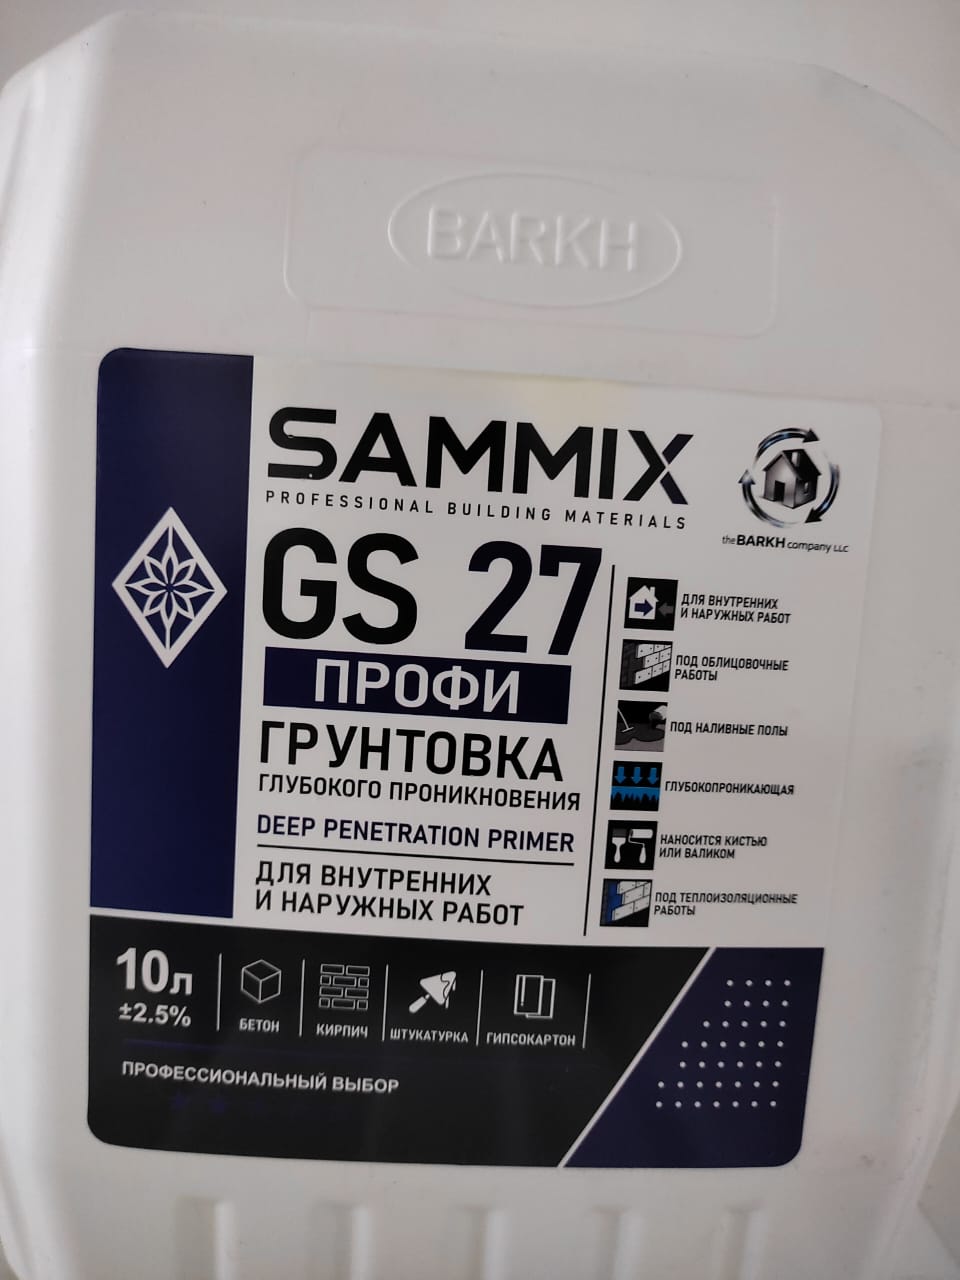 BARKH
SAMMIX
PROFESSIONAL BUILDING MATERIALS
theBARKH company LLC
GS 27
ПРОФИ
ГРУНТОВКА
ГЛУБОКОГО ПРОНИКНОВЕНИЯ
DEEP PENETRATION PRIMER
ДЛЯ ВНУТРЕННИХ
И НАРУЖНЫХ РАБОТ
ДЛЯ ВНУТРЕННИХ
И НАРУЖНЫХ РАБОТ
ПОД ОБЛИЦОВОЧНЫЕ
РАБОТЫ
ПОД НАЛИВНЫЕ ПОЛЫ
ГЛУБОКОПРОНИКАЮЩАЯ
НАНОСИТСЯ КИСТЬЮ
ИЛИ ВАЛИКОМ
ПОД ТЕПЛОИЗОЛЯЦИОННЫЕ
РАБОТЫ
10л
±2.5%
БЕТОН
КИРПИЧ
ШТУКАТУРКА
ГИПСОКАРТОН
ПРОФЕССИОНАЛЬНЫЙ ВЫБОР